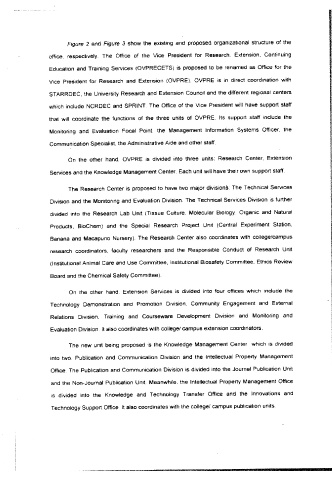 Figure 2 and Figure 3 show the existing and proposed organizational structure of the
office, respectively. The Office of the Vice President for Research, Extension, Continuing
Education and Training Services (OVPRECETS) is proposed to be renamed as Office for the
Vice President for Research and Extension (OVPRE). OVPRE is in direct coordination with
STARRDEC, the University Research and Extension Council and the different regional centers
which include NCRDEC and SPRINT. The Office of the Vice President will have support staff
that will coordinate the functions of the three units of OVPRE. Its support staff include the
Monitoring and Evaluation Focal Point, the Management Information Systems Officer, the
Communication Specialist, the Administrative Aide and other staff.
On the other hand, OVPRE is divided into three units: Research Center, Extension
Services and the Knowledge Management Center. Each unit will have their own support staff.
The Research Center is proposed to have two major divisions. The Technical Services
Division and the Monitoring and Evaluation Division. The Technical Services Division is further
divided into the Research Lab Unit (Tissue Culture, Molecular Biology, Organic and Natural
Products, BioChem) and the Special Research Project Unit (Central Experiment Station,
Banana and Macapuno Nursery). The Research Center also coordinates with college/campus
research coordinators, faculty researchers and the Responsible Conduct of Research Unit
(Institutional Animal Care and Use Committee, Institutional Biosafety Committee, Ethics Review
Board and the Chemical Safety Committee).
On the other hand, Extension Services is divided into four offices which include the
Technology Demonstration and Promotion Division, Community Engagement and External
Relations Division, Training and Courseware Development Division and Monitoring and
Evaluation Division. It also coordinates with college/ campus extension coordinators.
The new unit being proposed is the Knowledge Management Center, which is divided
into two: Publication and Communication Division and the Intellectual Property Management
Office. The Publication and Communication Division is divided into the Journal Publication Unit
and the Non-Journal Publication Unit. Meanwhile, the Intellectual Property Management Office
is divided into the Knowledge and Technology Transfer Office and the Innovations and
Technology Support Office. It also coordinates with the college/ campus publication units.